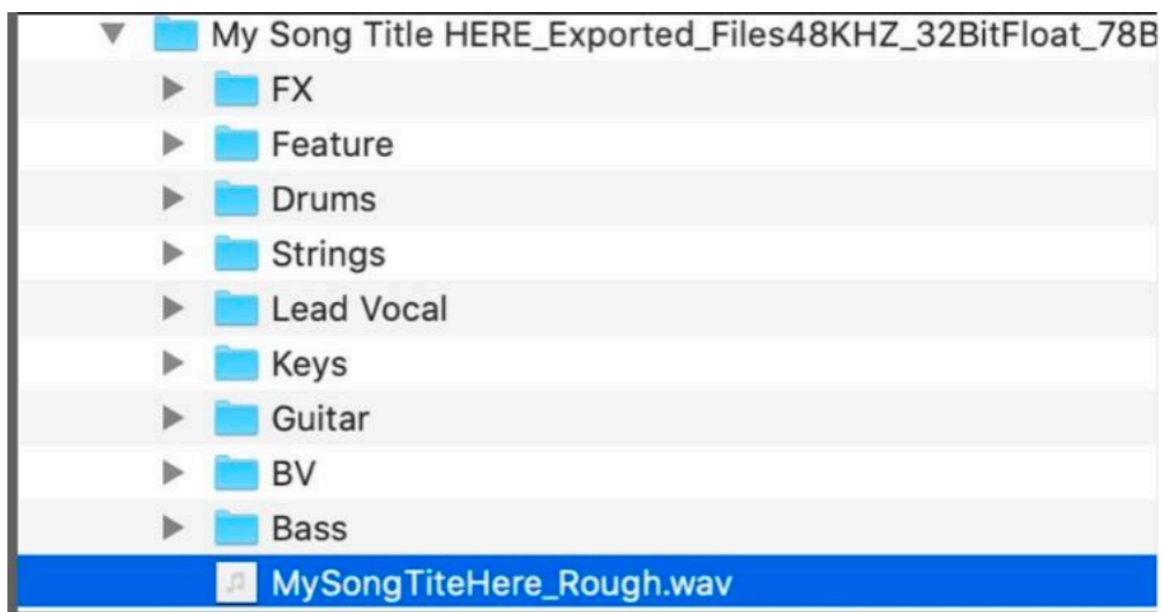 My Song Title HERE_Exported_Files48KHZ_32BitFloat_78B
FX
Feature
Drums
Strings
Lead Vocal
Keys
Guitar
BV
Bass
MySongTiteHere_Rough.wav